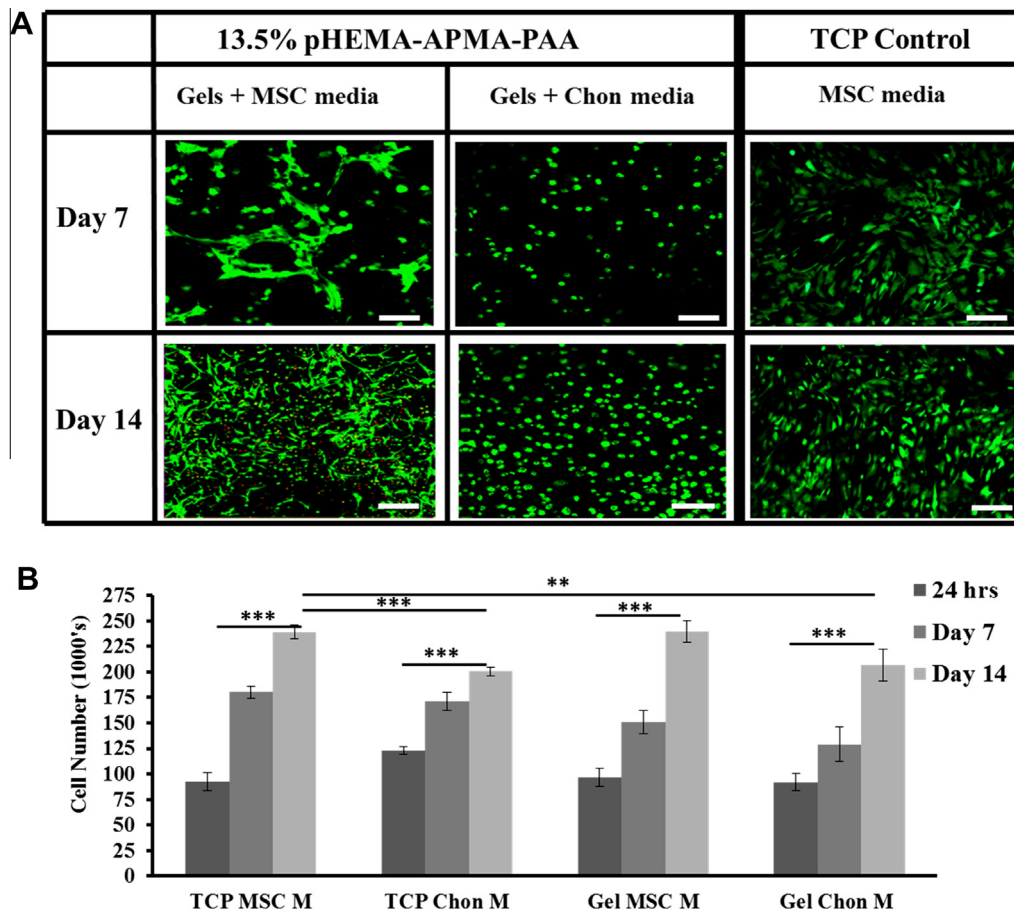 A
13.5% pHEMA-APMA-PAA
TCP Control
Gels + MSC media
Gels + Chon media
MSC media
Day 7
Day 14
B
**
***
***
***
***
***
24 hrs
Day 7
Day 14
Cell Number (1000's)
275
250
225
200
175
150
125
100
75
50
25
0
TCP MSC M
TCP Chon M
Gel MSC M
Gel Chon M